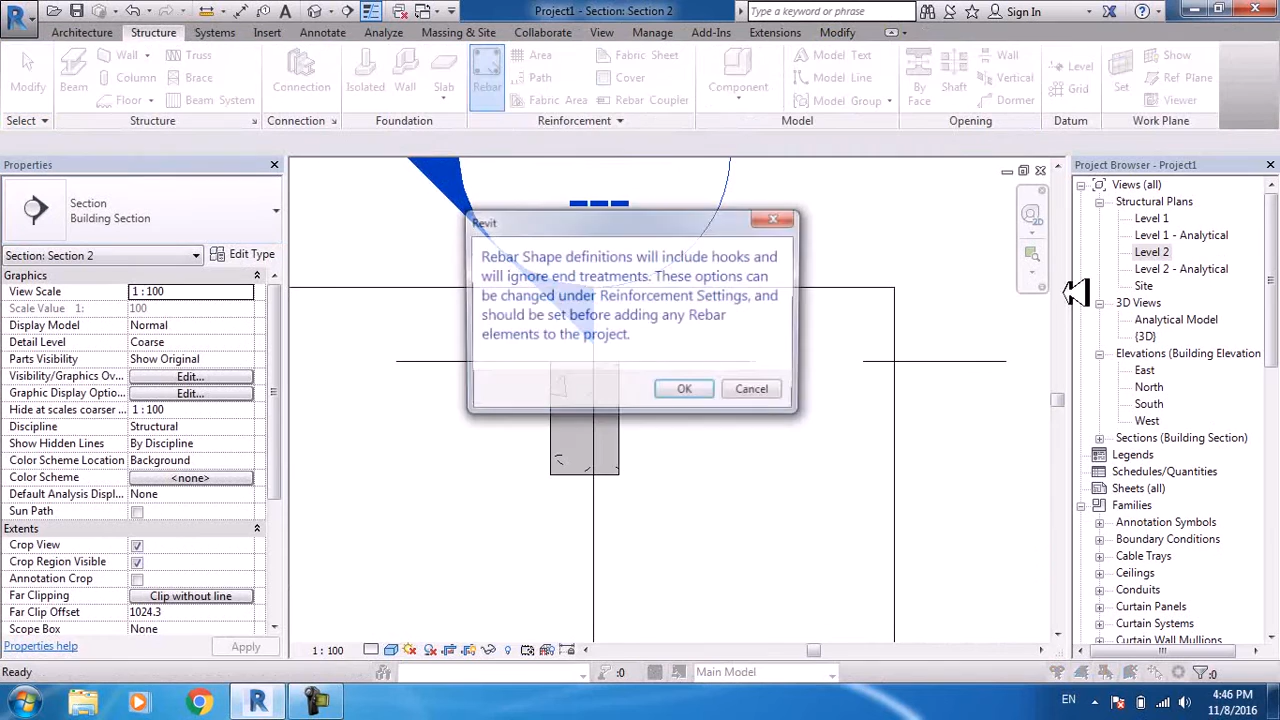 Project1 - Section: Section 2
Type a keyword or phrase
Sign In
Architecture Structure Systems Insert Annotate Analyze Massing & Site Collaborate View Manage Add-Ins Extensions Modify
Modify Beam Wall Column Floor Truss Brace Beam System Connection Isolated Wall Slab Rebar Area Path Fabric Area Fabric Sheet Cover Rebar Coupler Component Model Text Model Line Model Group By Face Shaft Wall Vertical Dormer Level Grid Set Show Ref Plane Viewer
Select Structure Connection Foundation Reinforcement Model Opening Datum Work Plane
Properties
Section
Building Section
Section: Section 2
Edit Type
Graphics
View Scale 1 : 100
Scale Value 1: 100
Display Model Normal
Detail Level Coarse
Parts Visibility Show Original
Visibility/Graphics Ov... Edit...
Graphic Display Optio... Edit...
Hide at scales coarser ... 1 : 100
Discipline Structural
Show Hidden Lines By Discipline
Color Scheme Location Background
Color Scheme <none>
Default Analysis Displ... None
Sun Path
Extents
Crop View
Crop Region Visible
Annotation Crop
Far Clipping Clip without line
Far Clip Offset 1024.3
Scope Box None
Properties help Apply
Revit
Rebar Shape definitions will include hooks and
will ignore end treatments. These options can
be changed under Reinforcement Settings, and
should be set before adding any Rebar
elements to the project.
OK Cancel
2D
Project Browser - Project1
Views (all)
Structural Plans
Level 1
Level 1 - Analytical
Level 2
Level 2 - Analytical
Site
3D Views
Analytical Model
{3D}
Elevations (Building Elevation
East
North
South
West
Sections (Building Section)
Legends
Schedules/Quantities
Sheets (all)
Families
Annotation Symbols
Boundary Conditions
Cable Trays
Ceilings
Conduits
Curtain Panels
Curtain Systems
Curtain Wall Mullions
1 : 100
Ready
:0
Main Model
:0
EN
4:46 PM
11/8/2016